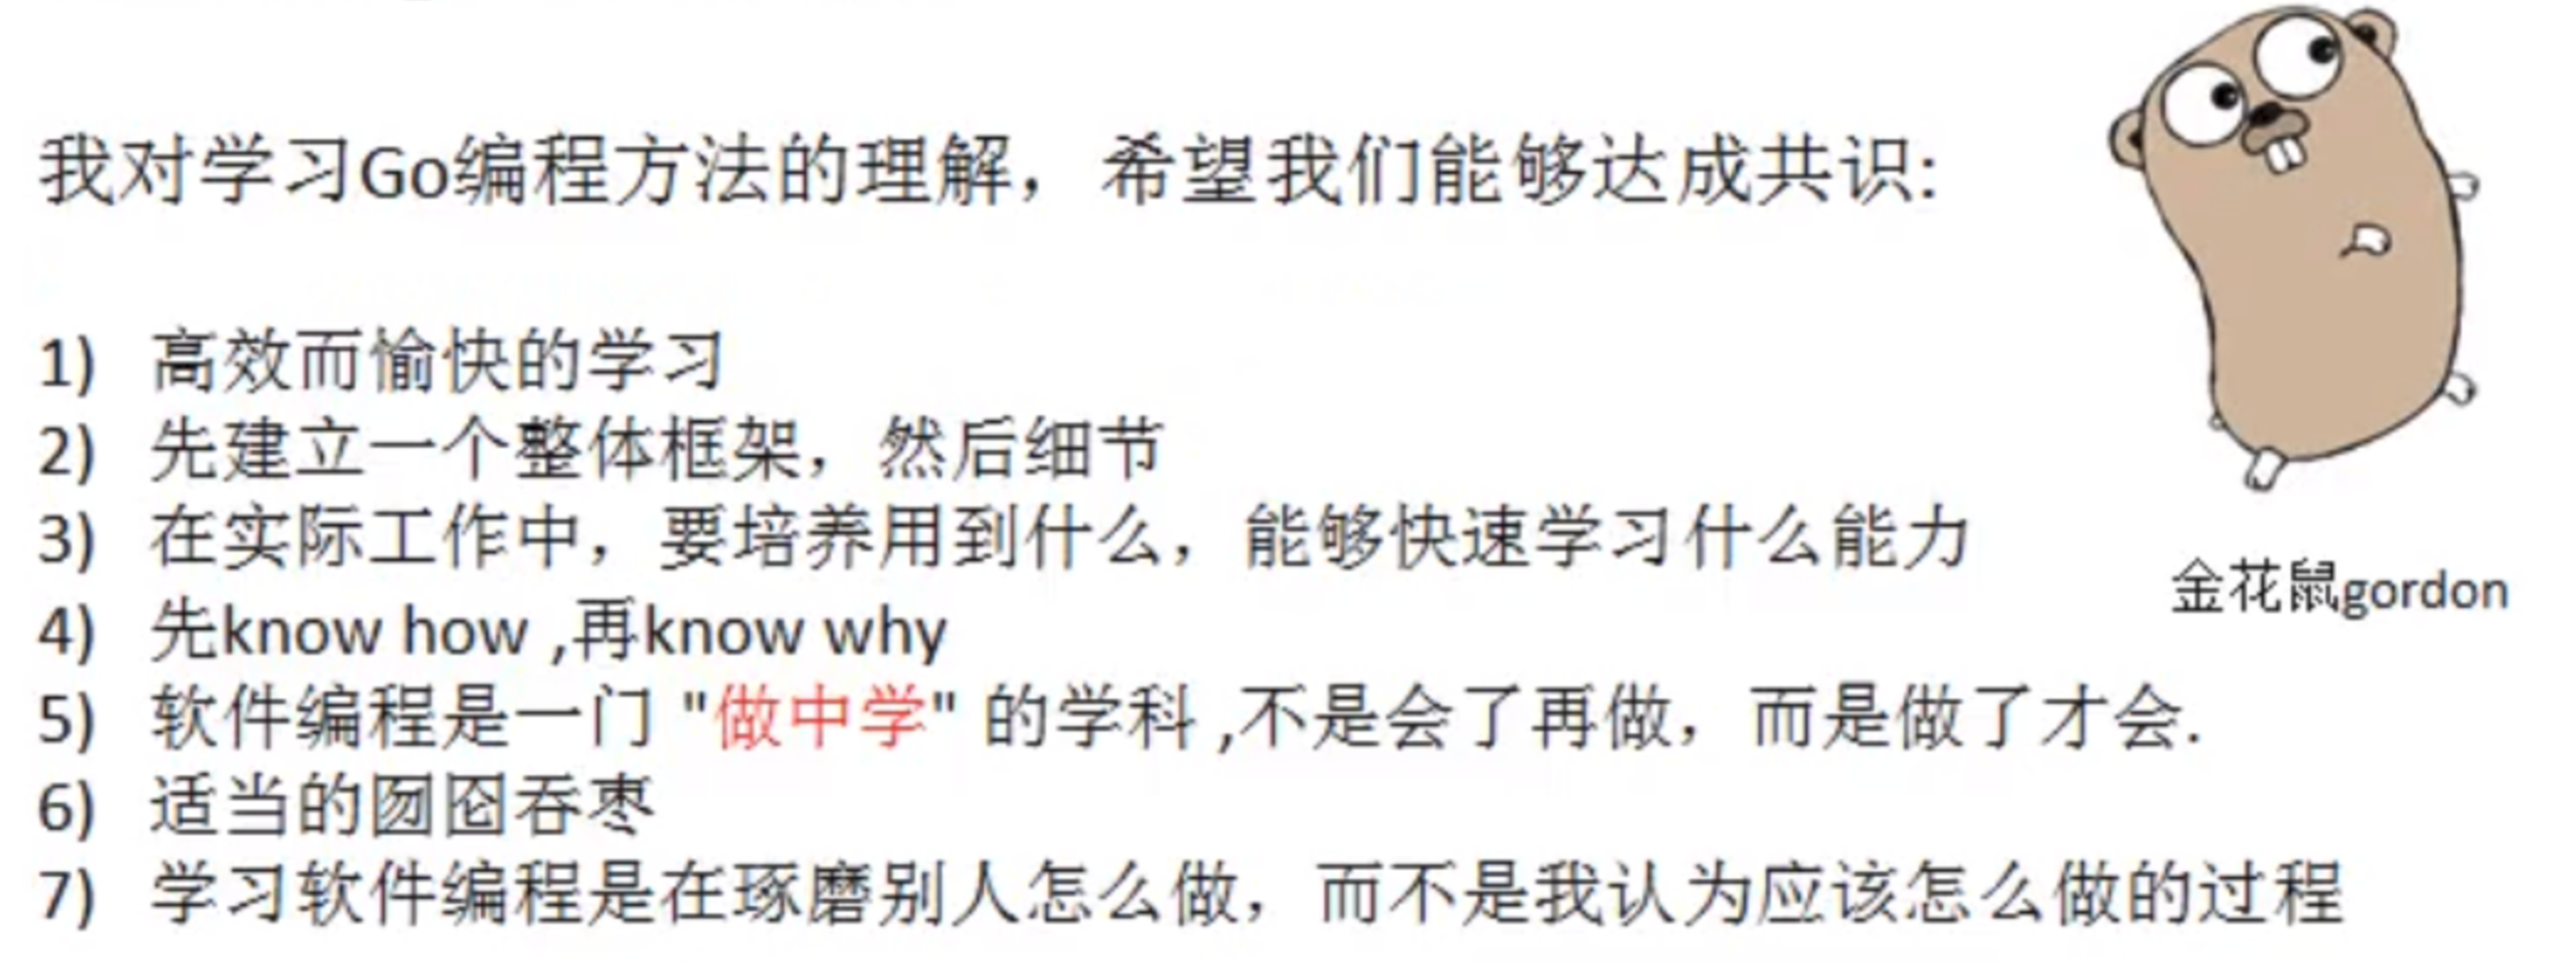 我对学习Go编程方法的理解，希望我们能够达成共识:
1) 高效而愉快的学习
2) 先建立一个整体框架，然后细节
3) 在实际工作中，要培养用到什么，能够快速学习什么能力
4) 先know how ,再know why
5) 软件编程是一门 "做中学" 的学科 ,不是会了再做，而是做了才会.
6) 适当的囫囵吞枣
7) 学习软件编程是在琢磨别人怎么做，而不是我认为应该怎么做的过程
金花鼠gordon